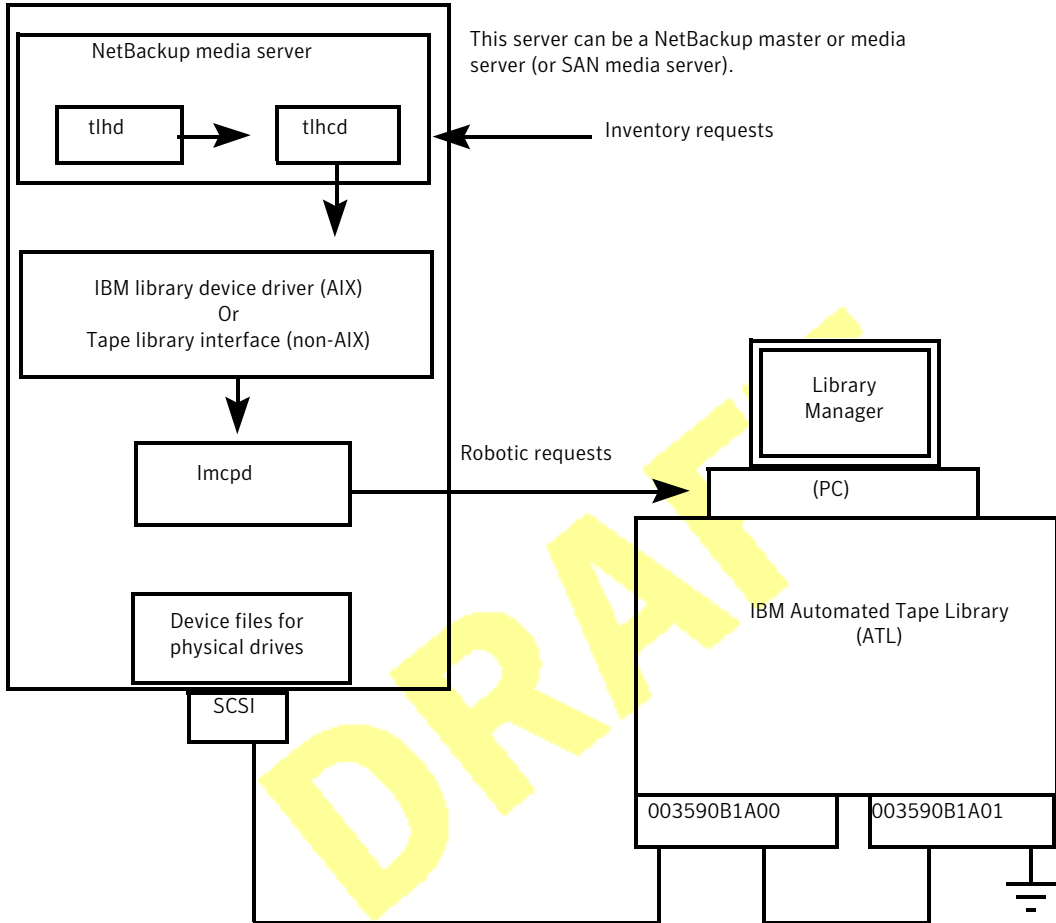 NetBackup media server
This server can be a NetBackup master or media
server (or SAN media server).
tlhd
tlhcd
Inventory requests
IBM library device driver (AIX)
Or
Tape library interface (non-AIX)
Library
Manager
lmcpd
Robotic requests
(PC)
Device files for
physical drives
IBM Automated Tape Library
(ATL)
SCSI
003590B1A00
003590B1A01
DRAFT